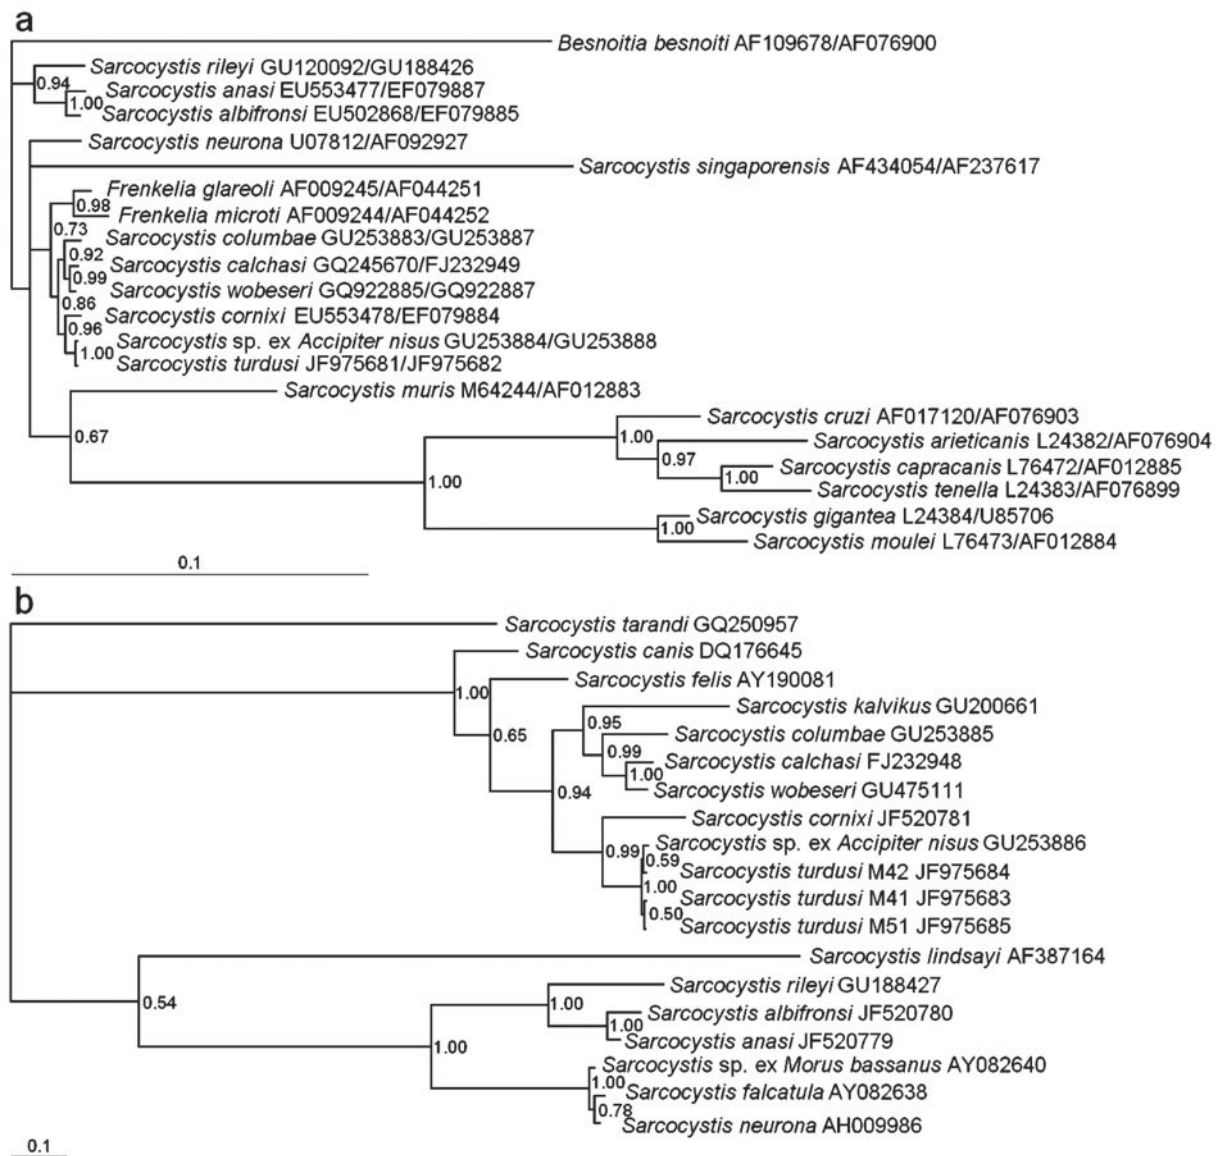 a
Besnoitia besnoiti AF109678/AF076900
Sarcocystis rileyi GU120092/GU188426
0.94
Sarcocystis anasi EU553477/EF079887
1.00
Sarcocystis albifronsi EU502868/EF079885
Sarcocystis neurona U07812/AF092927
Sarcocystis singaporensis AF434054/AF237617
Frenkelia glareoli AF009245/AF044251
0.98
Frenkelia microti AF009244/AF044252
0.73
Sarcocystis columbae GU253883/GU253887
0.92
Sarcocystis calchasi GQ245670/FJ232949
0.99
Sarcocystis wobeseri GQ922885/GQ922887
0.86
Sarcocystis cornixi EU553478/EF079884
0.96
Sarcocystis sp. ex Accipiter nisus GU253884/GU253888
1.00
Sarcocystis turdusi JF975681/JF975682
Sarcocystis muris M64244/AF012883
0.67
Sarcocystis cruzi AF017120/AF076903
1.00
Sarcocystis arieticanis L24382/AF076904
0.97
Sarcocystis capracanis L76472/AF012885
1.00
1.00
Sarcocystis tenella L24383/AF076899
Sarcocystis gigantea L24384/U85706
1.00
Sarcocystis moulei L76473/AF012884
0.1
b
Sarcocystis tarandi GQ250957
Sarcocystis canis DQ176645
1.00
Sarcocystis felis AY190081
Sarcocystis kalvikus GU200661
0.95
0.65
Sarcocystis columbae GU253885
0.99
Sarcocystis calchasi FJ232948
1.00
Sarcocystis wobeseri GU475111
0.94
Sarcocystis cornixi JF520781
Sarcocystis sp. ex Accipiter nisus GU253886
0.99
0.59
Sarcocystis turdusi M42 JF975684
1.00
Sarcocystis turdusi M41 JF975683
0.50
Sarcocystis turdusi M51 JF975685
Sarcocystis lindsayi AF387164
0.54
Sarcocystis rileyi GU188427
1.00
Sarcocystis albifronsi JF520780
1.00
Sarcocystis anasi JF520779
1.00
Sarcocystis sp. ex Morus bassanus AY082640
1.00
Sarcocystis falcatula AY082638
0.78
Sarcocystis neurona AH009986
0.1